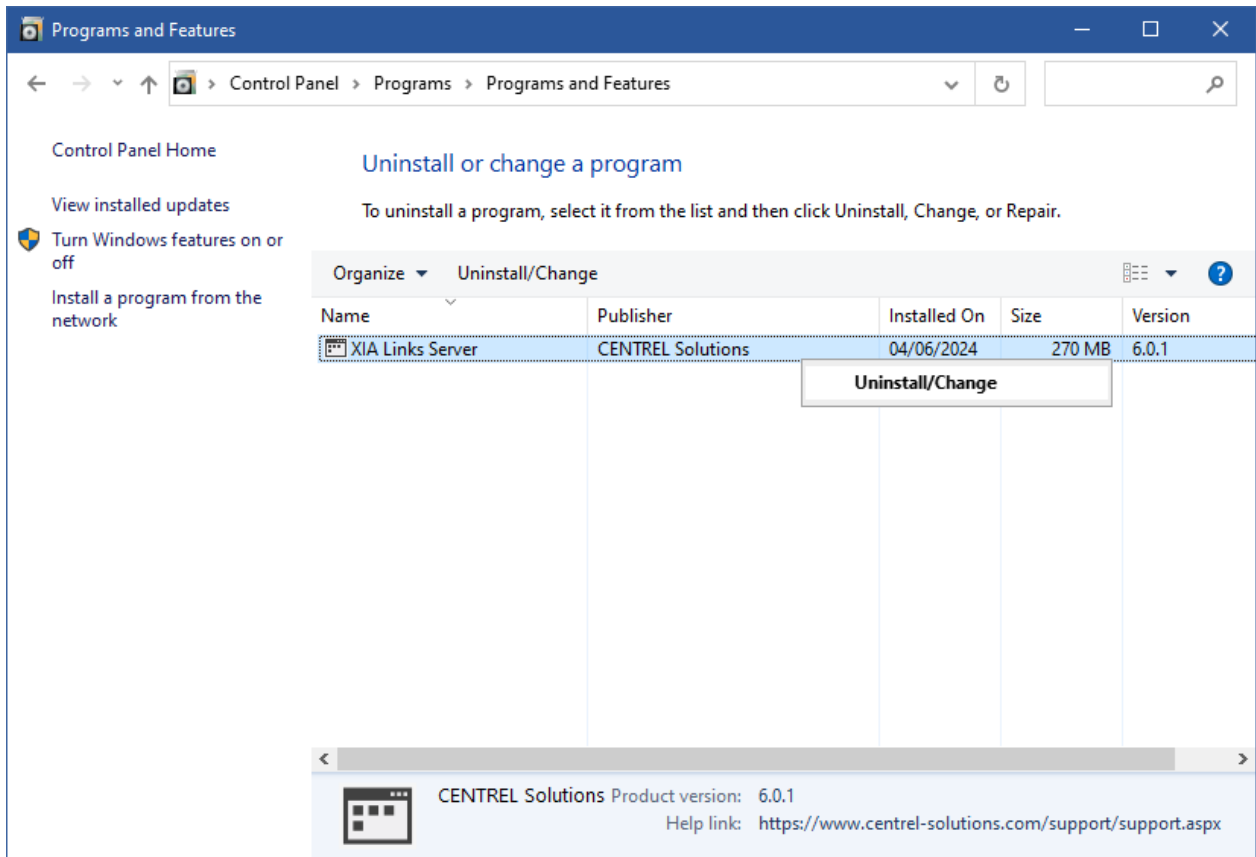 Programs and Features
Control Panel > Programs > Programs and Features
Control Panel Home
View installed updates
Turn Windows features on or
off
Install a program from the
network
Uninstall or change a program
To uninstall a program, select it from the list and then click Uninstall, Change, or Repair.
Organize Uninstall/Change
Name Publisher Installed On Size Version
XIA Links Server CENTREL Solutions 04/06/2024 270 MB 6.0.1
Uninstall/Change
CENTREL Solutions Product version: 6.0.1
Help link: https://www.centrel-solutions.com/support/support.aspx